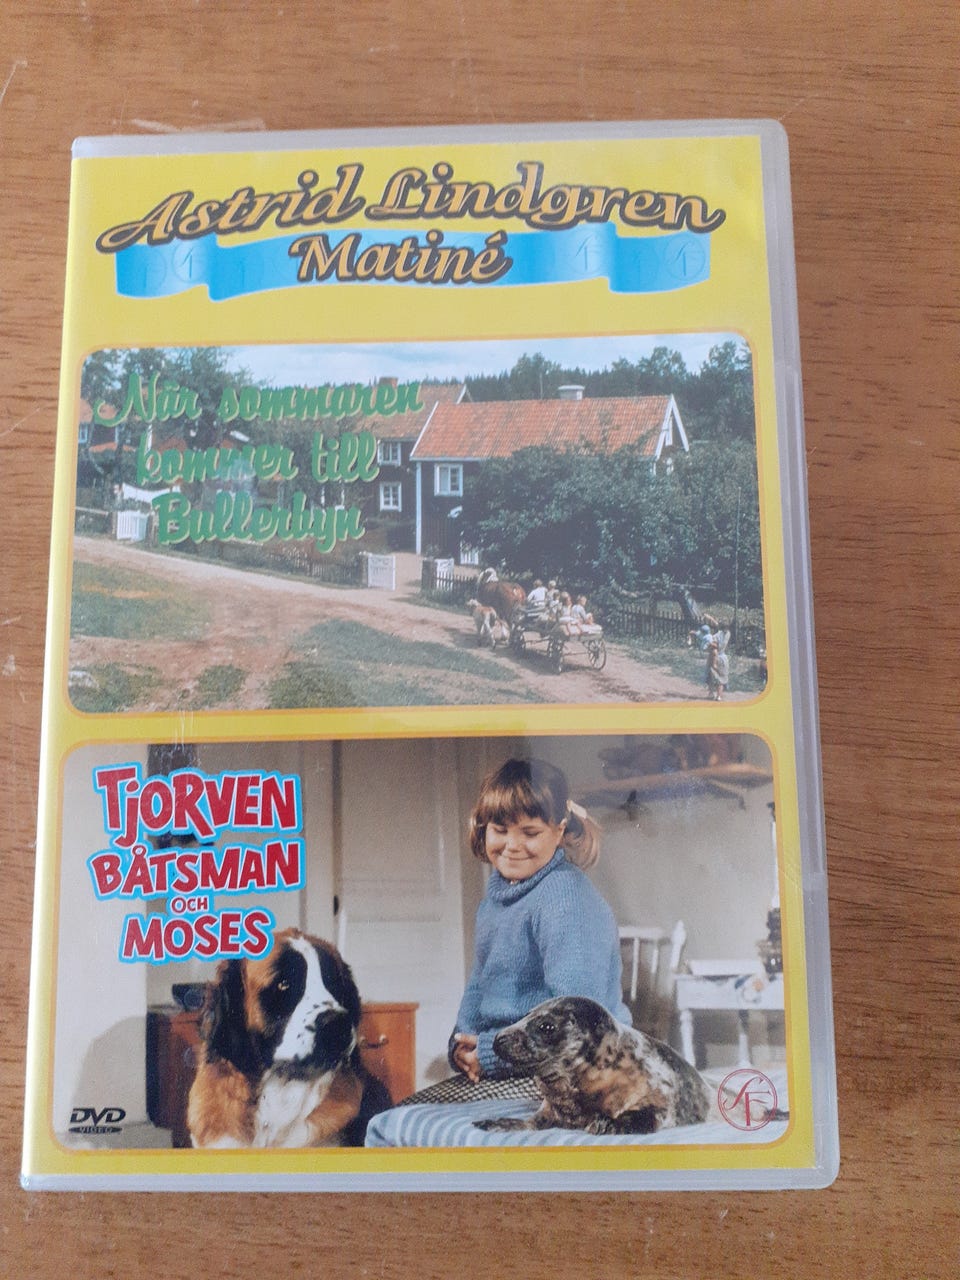 Astrid Lindgren
Matiné
När sommaren
kommer till
Bullerbyn
TjORVEN
BÅTSMAN
OCH
MOSES
DVD
VIDEO
SF